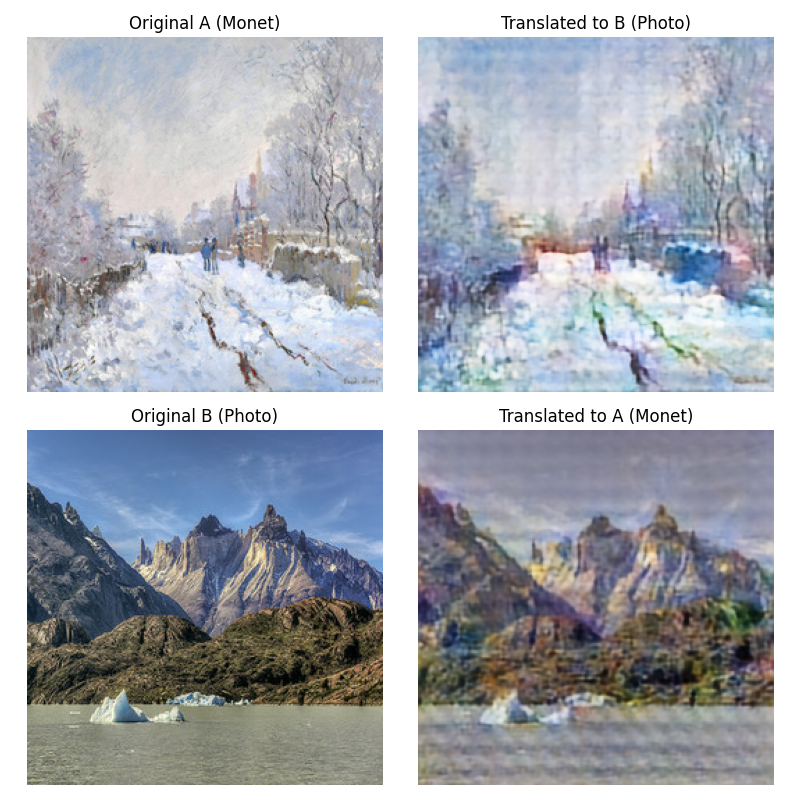 Original A (Monet)
Translated to B (Photo)
Original B (Photo)
Translated to A (Monet)